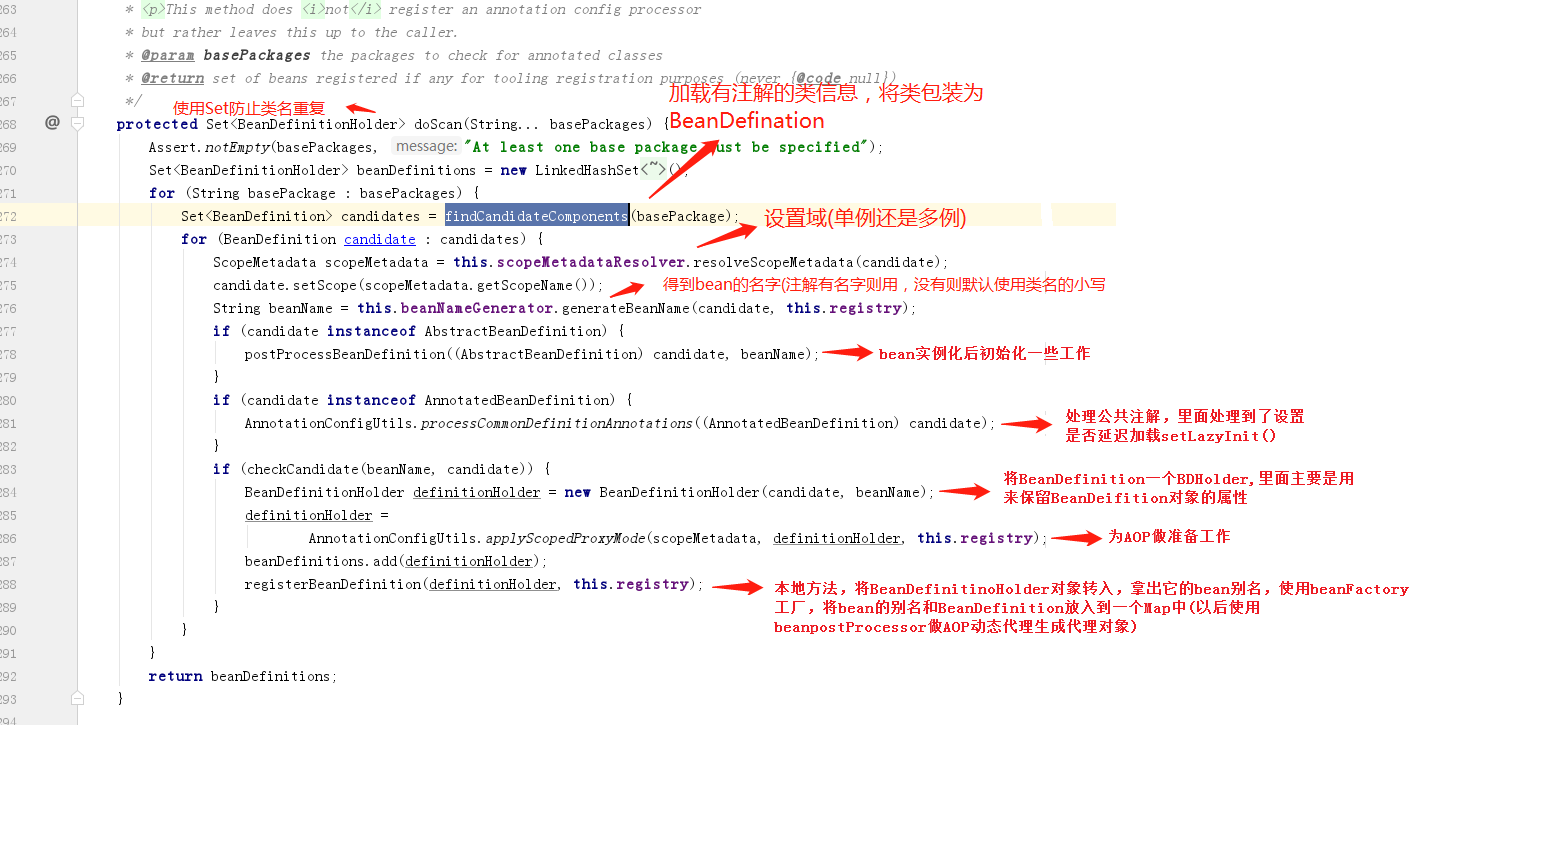 263 * <p>This method does <i>not</i> register an annotation config processor
264 * but rather leaves this up to the caller.
265 * @param basePackages the packages to check for annotated classes
266 * @return set of beans registered if any for tooling registration purposes (never {@code null})
267 */
使用Set防止类名重复
加载有注解的类信息，将类包装为
BeanDefination
268 @ protected Set<BeanDefinitionHolder> doScan(String... basePackages) {
269 Assert.notEmpty(basePackages, message: "At least one base package must be specified");
270 Set<BeanDefinitionHolder> beanDefinitions = new LinkedHashSet<~>();
271 for (String basePackage : basePackages) {
272 Set<BeanDefinition> candidates = findCandidateComponents(basePackage);
设置域(单例还是多例)
273 for (BeanDefinition candidate : candidates) {
274 ScopeMetadata scopeMetadata = this.scopeMetadataResolver.resolveScopeMetadata(candidate);
275 candidate.setScope(scopeMetadata.getScopeName());
得到bean的名字(注解有名字则用，没有则默认使用类名的小写
276 String beanName = this.beanNameGenerator.generateBeanName(candidate, this.registry);
277 if (candidate instanceof AbstractBeanDefinition) {
278 postProcessBeanDefinition((AbstractBeanDefinition) candidate, beanName);
bean实例化后初始化一些工作
279 }
280 if (candidate instanceof AnnotatedBeanDefinition) {
281 AnnotationConfigUtils.processCommonDefinitionAnnotations((AnnotatedBeanDefinition) candidate);
处理公共注解，里面处理到了设置
是否延迟加载setLazyInit()
282 }
283 if (checkCandidate(beanName, candidate)) {
284 BeanDefinitionHolder definitionHolder = new BeanDefinitionHolder(candidate, beanName);
将BeanDefinition一个BDHolder,里面主要是用
来保留BeanDeifition对象的属性
285 definitionHolder =
286 AnnotationConfigUtils.applyScopedProxyMode(scopeMetadata, definitionHolder, this.registry);
为AOP做准备工作
287 beanDefinitions.add(definitionHolder);
288 registerBeanDefinition(definitionHolder, this.registry);
本地方法，将BeanDefinitinoHolder对象转入，拿出它的bean别名，使用beanFactory
工厂，将bean的别名和BeanDefinition放入到一个Map中(以后使用
beanpostProcessor做AOP动态代理生成代理对象)
289 }
290 }
291 }
292 return beanDefinitions;
293 }
294